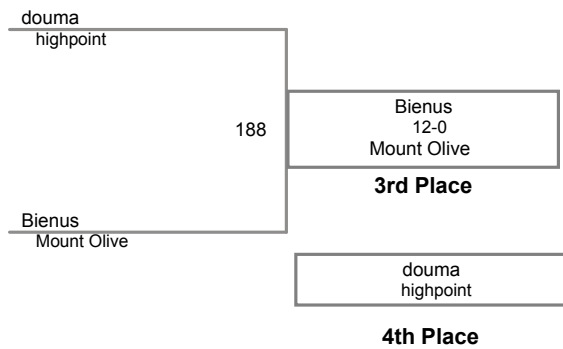 douma
highpoint
188
Bienus
12-0
Mount Olive
3rd Place
Bienus
Mount Olive
douma
highpoint
4th Place